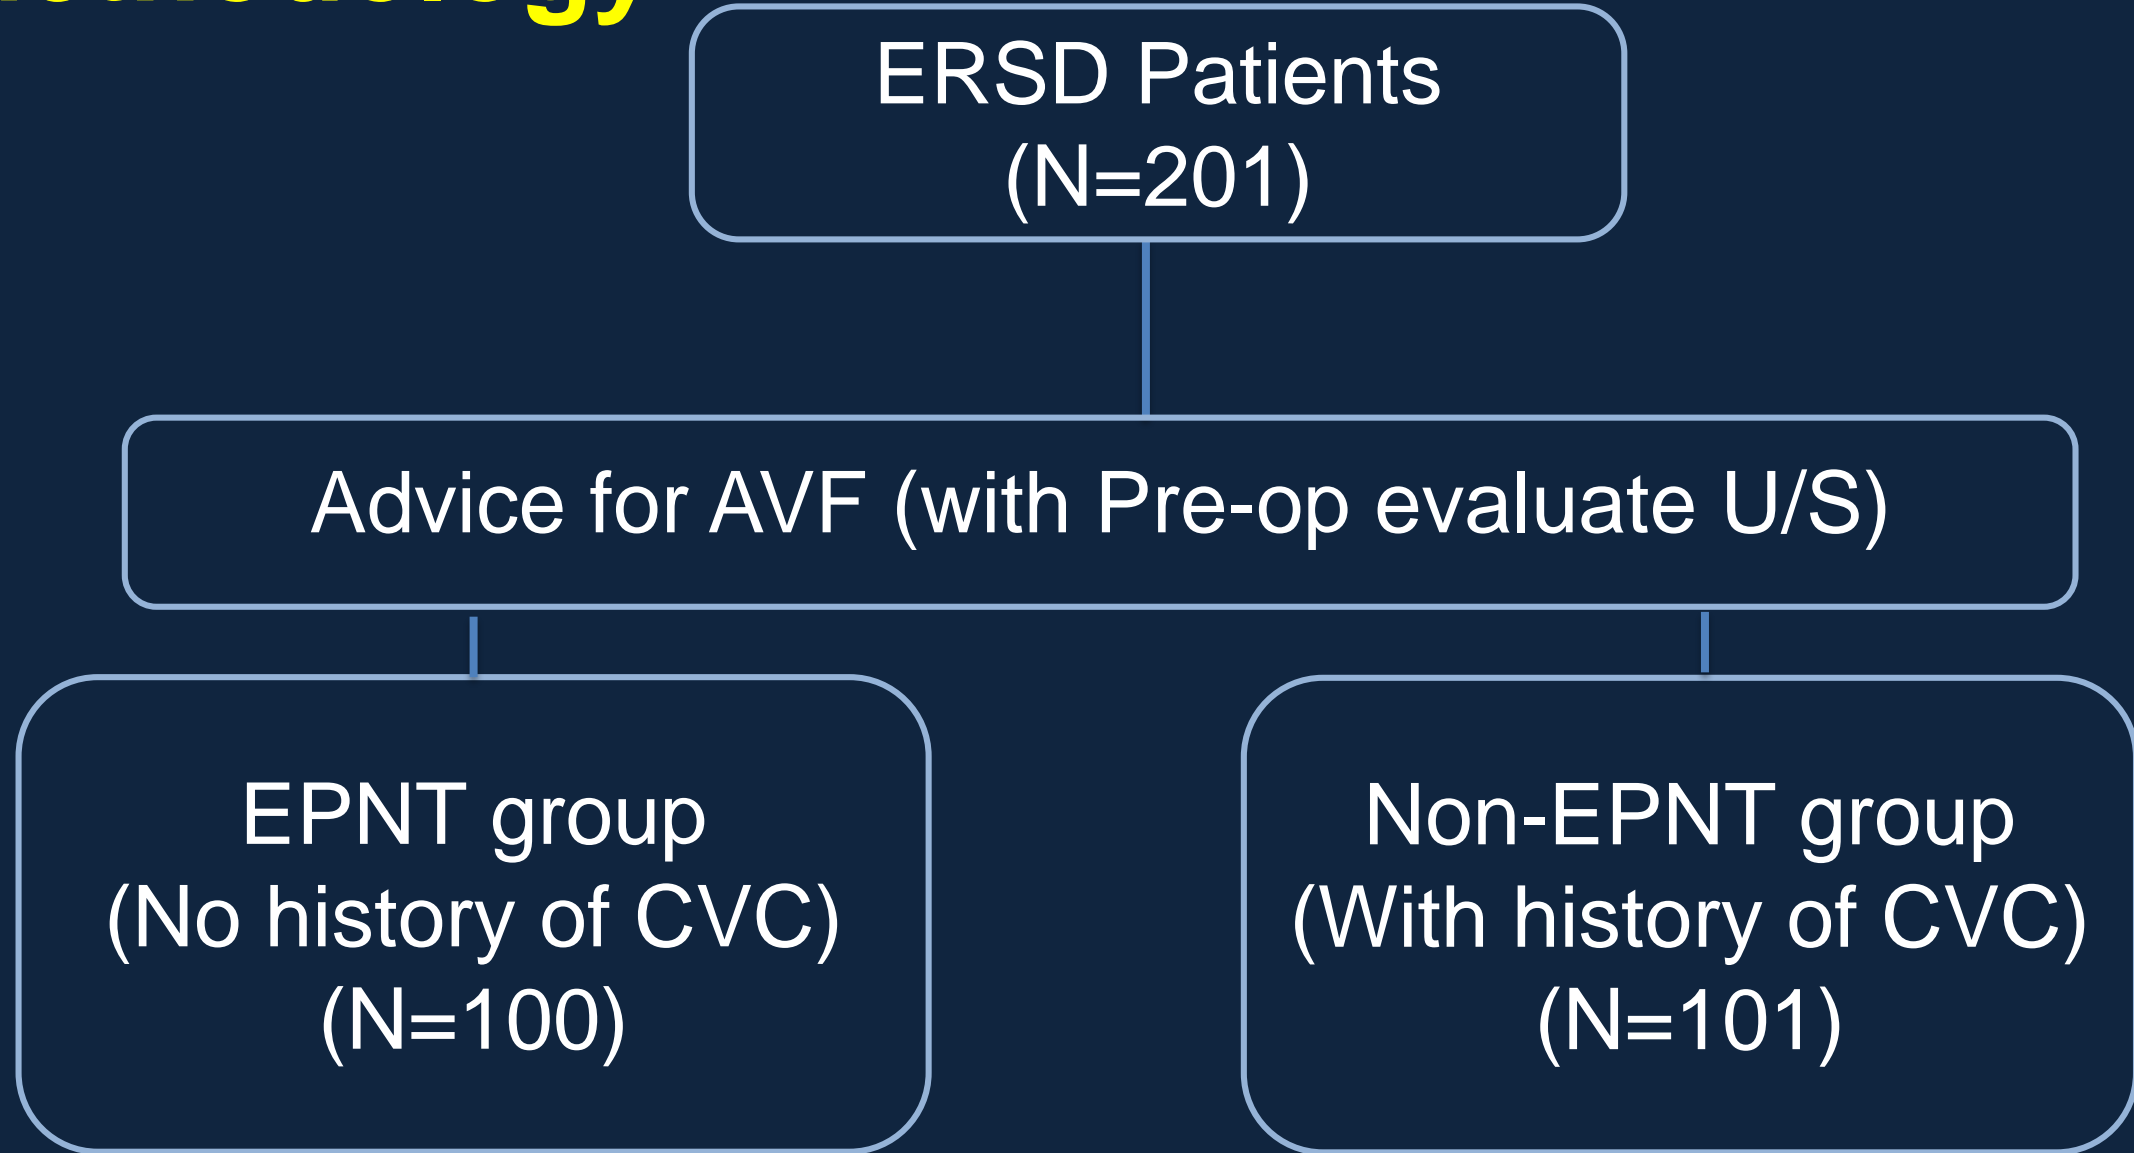 ERSD Patients
(N=201)
Advice for AVF (with Pre-op evaluate U/S)
EPNT group
(No history of CVC)
(N=100)
Non-EPNT group
(With history of CVC)
(N=101)